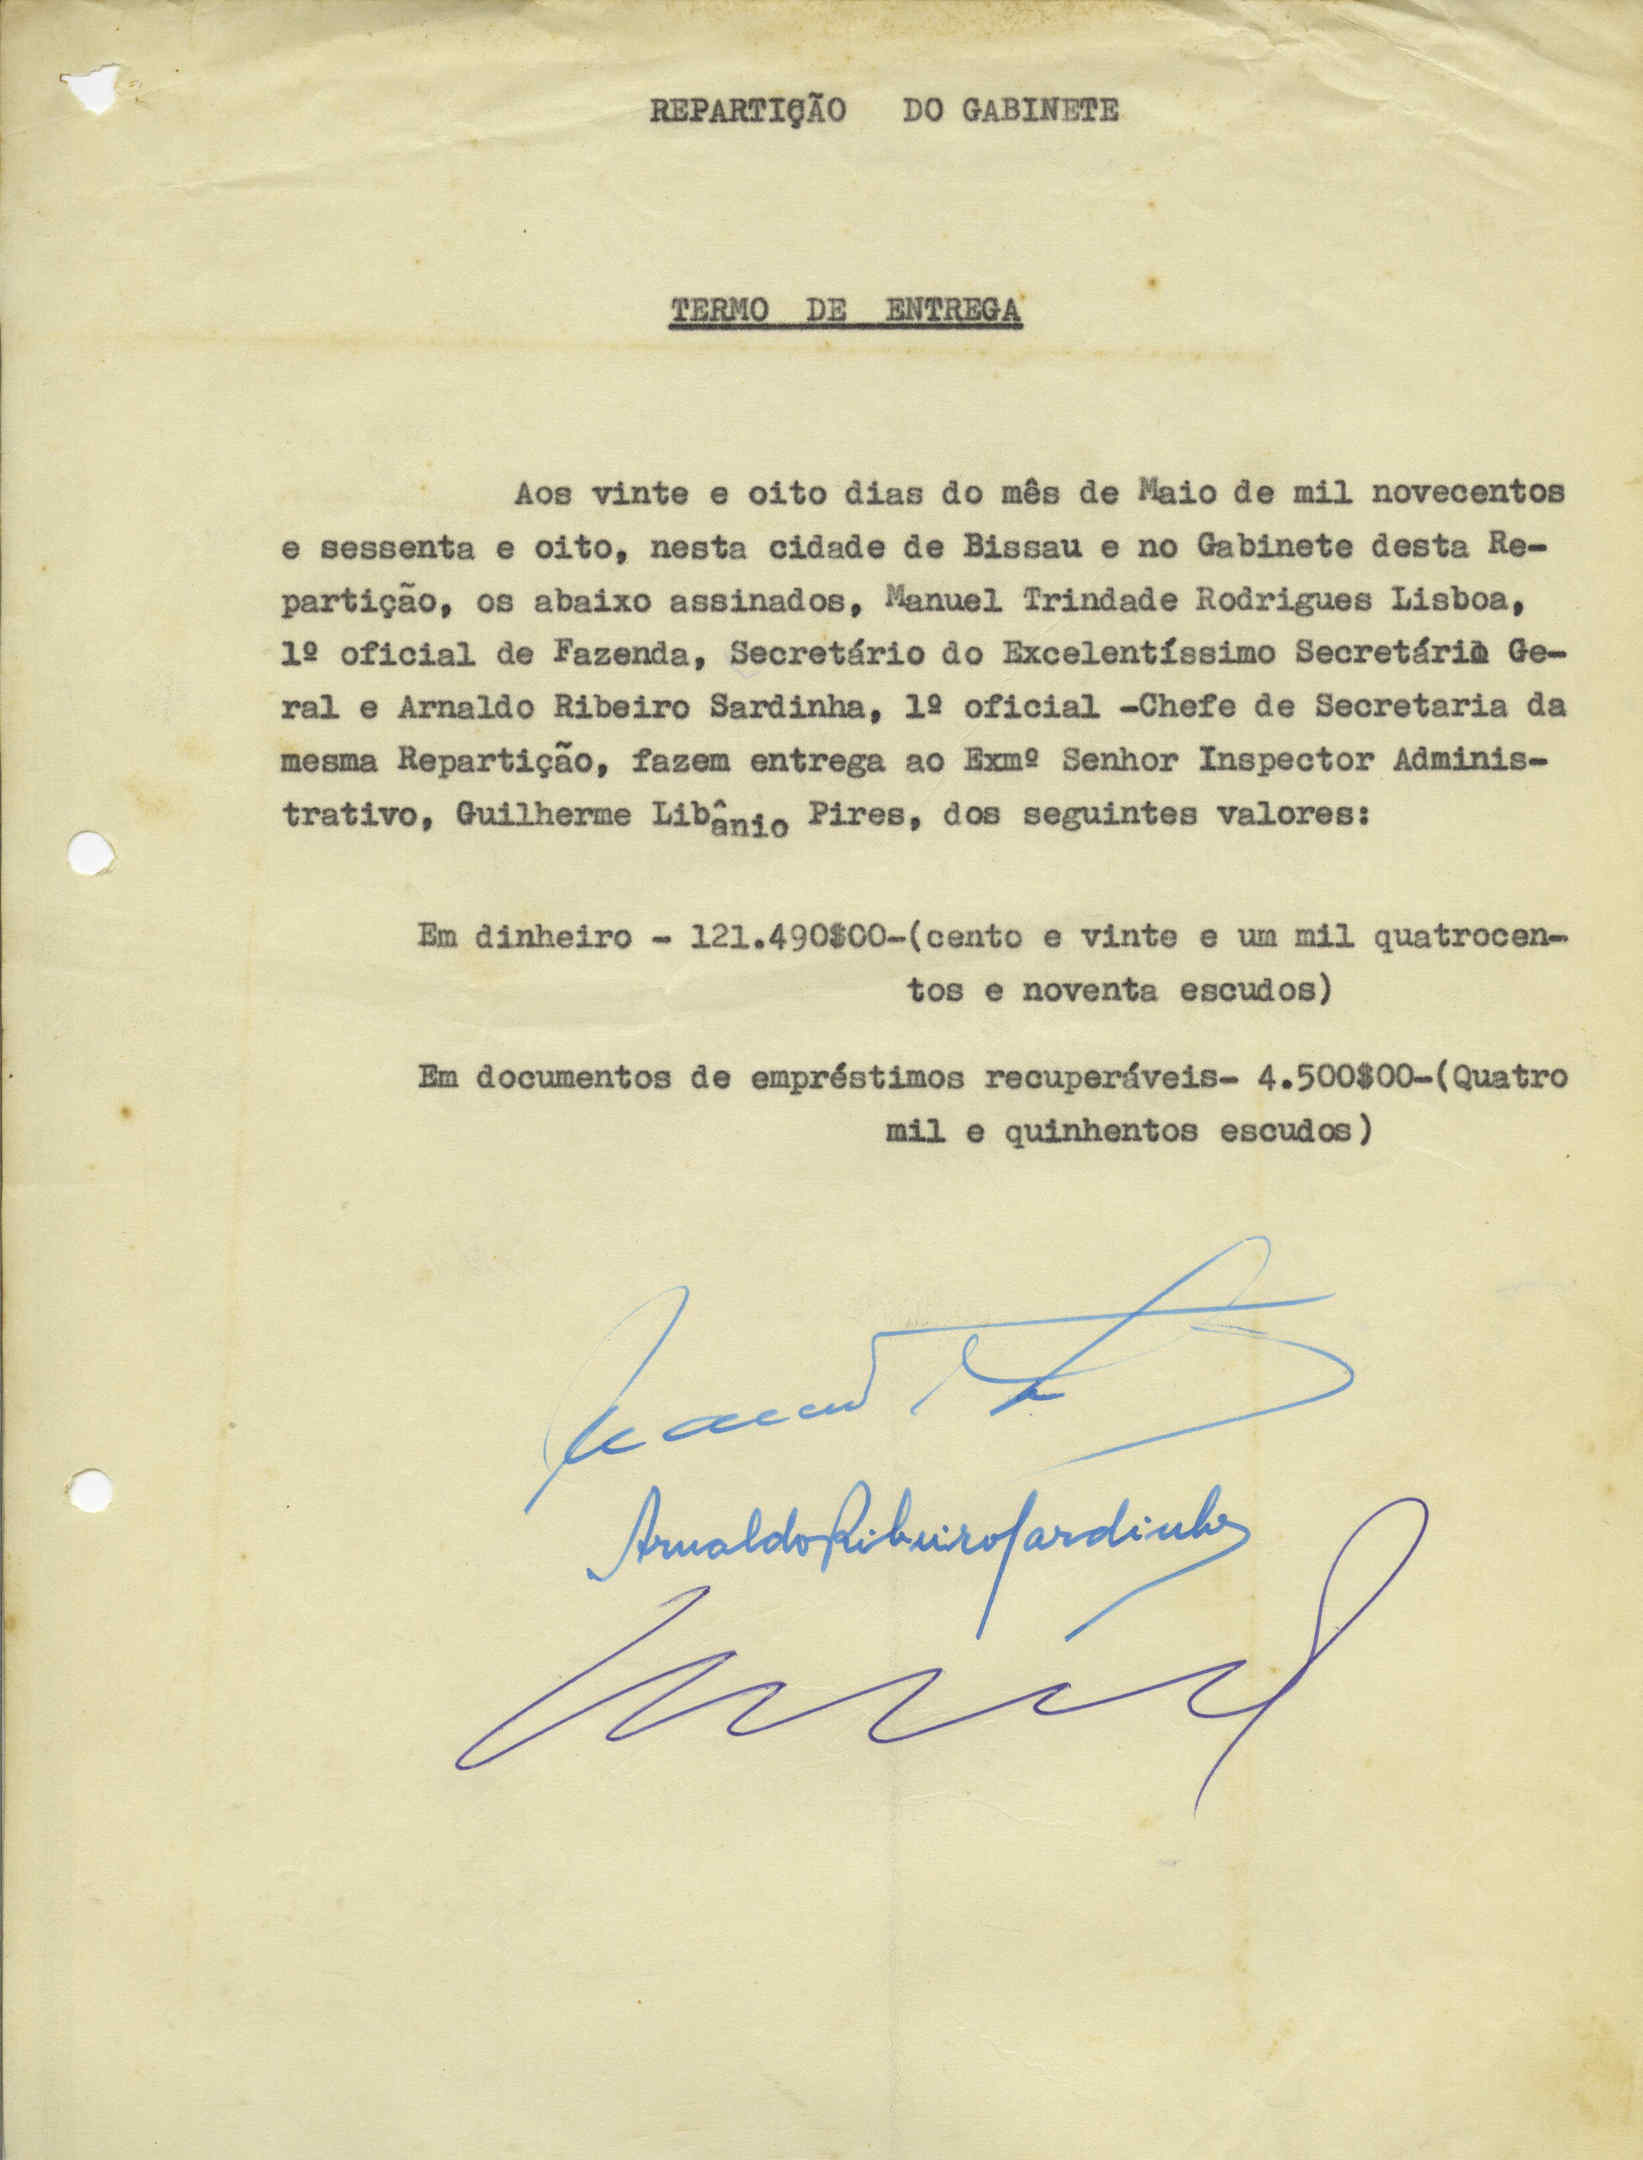 REPARTIÇÃO DO GABINETE
TERMO DE ENTREGA
Aos vinte e oito dias do mês de Maio de mil novecentos
e sessenta e oito, nesta cidade de Bissau e no Gabinete desta Re-
partição, os abaixo assinados, Manuel Trindade Rodrigues Lisboa,
1º oficial de Fazenda, Secretário do Excelentíssimo Secretário Ge-
ral e Arnaldo Ribeiro Sardinha, 1º oficial -Chefe de Secretaria da
mesma Repartição, fazem entrega ao Exmº Senhor Inspector Adminis-
trativo, Guilherme Libânio Pires, dos seguintes valores:
Em dinheiro - 121.490$00-(cento e vinte e um mil quatrocen-
tos e noventa escudos)
Em documentos de empréstimos recuperáveis- 4.500$00-(Quatro
mil e quinhentos escudos)
Arnaldo Ribeiro Sardinha